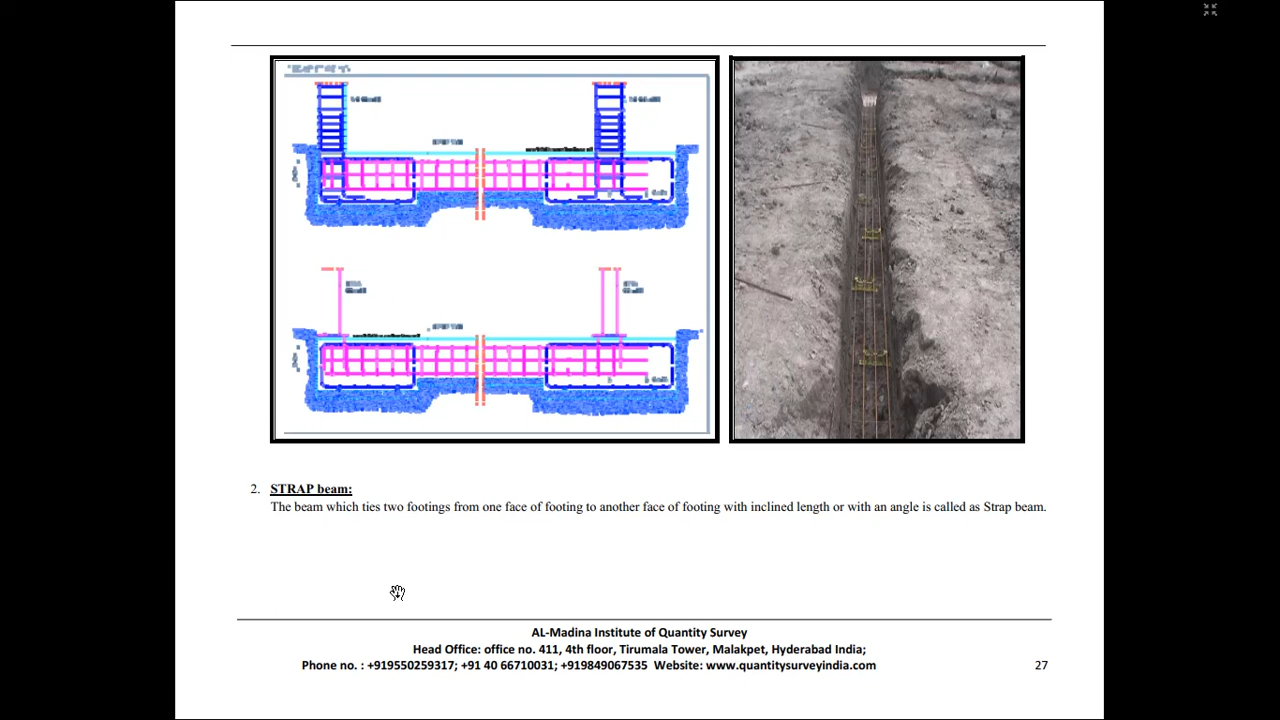 2. STRAP beam:
The beam which ties two footings from one face of footing to another face of footing with inclined length or with an angle is called as Strap beam.
AL-Madina Institute of Quantity Survey
Head Office: office no. 411, 4th floor, Tirumala Tower, Malakpet, Hyderabad India;
Phone no. : +919550259317; +91 40 66710031; +919849067535 Website: www.quantitysurveyindia.com
27